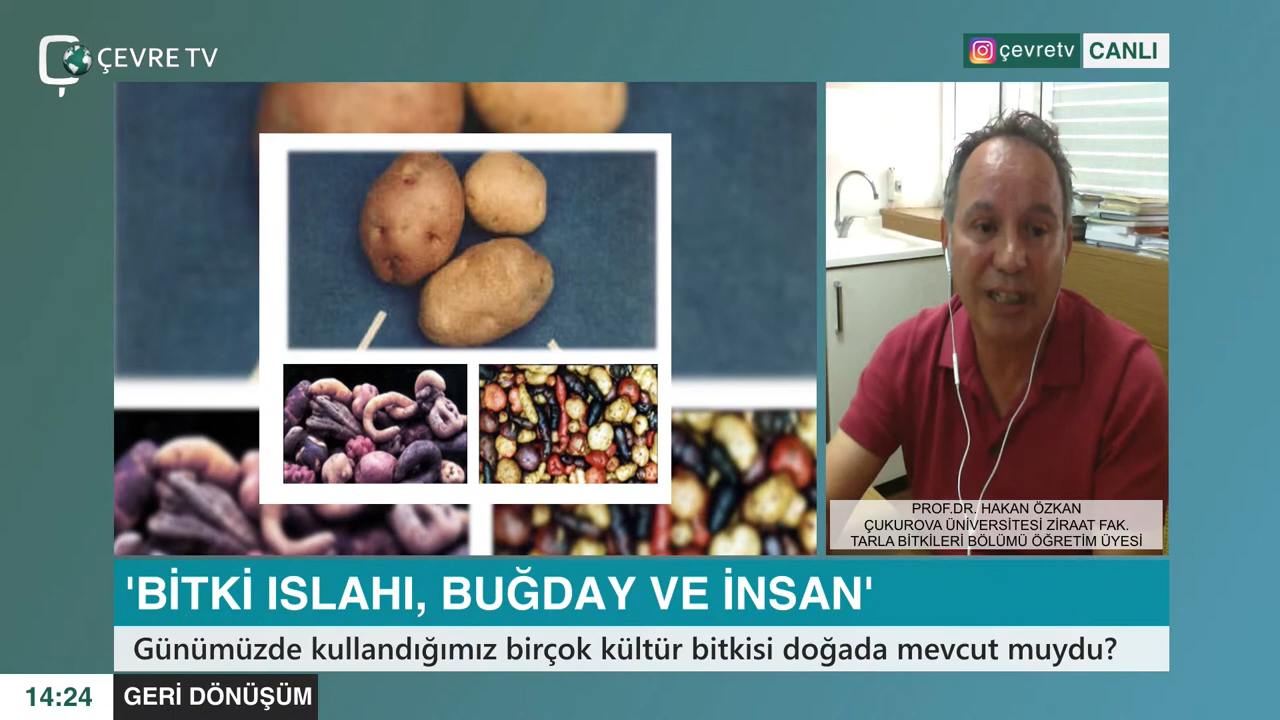 ÇEVRE TV
çevretv CANLI
PROF.DR. HAKAN ÖZKAN
ÇUKUROVA ÜNİVERSİTESİ ZİRAAT FAK.
TARLA BİTKİLERİ BÖLÜMÜ ÖĞRETİM ÜYESİ
'BİTKİ ISLAHI, BUĞDAY VE İNSAN'
Günümüzde kullandığımız birçok kültür bitkisi doğada mevcut muydu?
14:24 GERİ DÖNÜŞÜM